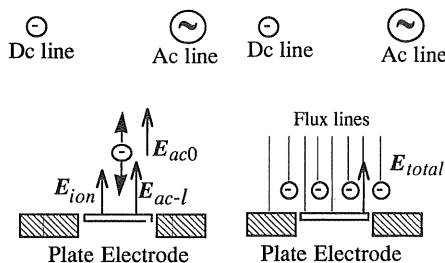 Dc line
Ac line
E_ac0
E_ion
E_ac-l
Plate Electrode
Dc line
Ac line
Flux lines
E_total
Plate Electrode